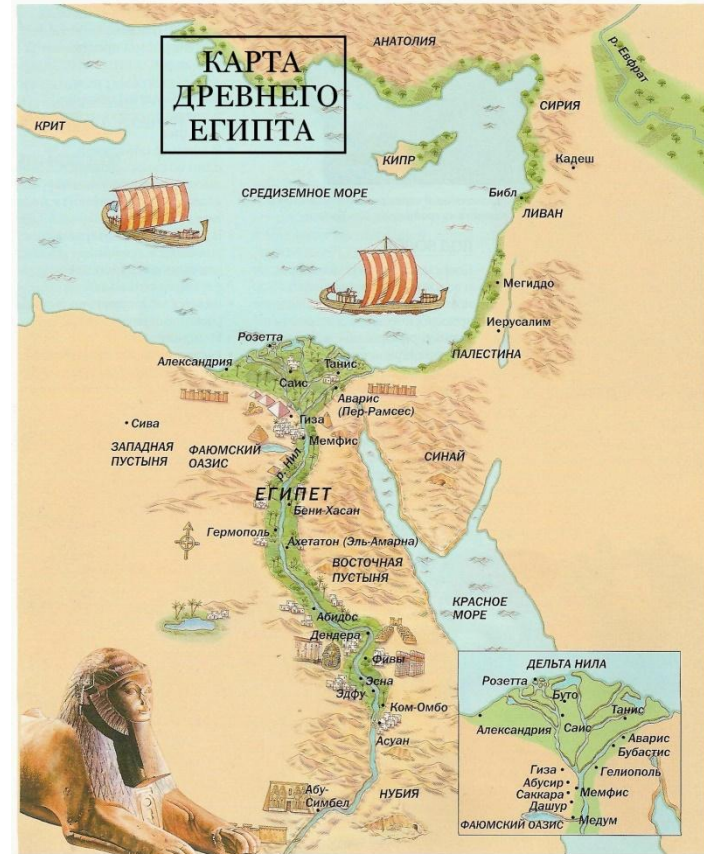 КАРТА
ДРЕВНЕГО
ЕГИПТА
АНАТОЛИЯ
р. Евфрат
КРИТ
КИПР
СИРИЯ
Кадеш
СРЕДИЗЕМНОЕ МОРЕ
Библ
ЛИВАН
Мегиддо
Иерусалим
ПАЛЕСТИНА
Розетта
Александрия
Танис
Саис
Аварис
(Пер-Рамсес)
Гиза
Сива
Мемфис
ЗАПАДНАЯ
ПУСТЫНЯ
ФАЮМСКИЙ
ОАЗИС
р. Нил
СИНАЙ
ЕГИПЕТ
Бени-Хасан
Гермополь
Ахетатон (Эль-Амарна)
ВОСТОЧНАЯ
ПУСТЫНЯ
КРАСНОЕ
МОРЕ
Абидос
Дендера
Фивы
Эсна
Эдфу
Ком-Омбо
Асуан
Абу-
Симбел
НУБИЯ
ДЕЛЬТА НИЛА
Розетта
Буто
Танис
Александрия
Саис
Аварис
Бубастис
Гиза
Гелиополь
Абусир
Саккара
Мемфис
Дашур
Медум
ФАЮМСКИЙ ОАЗИС